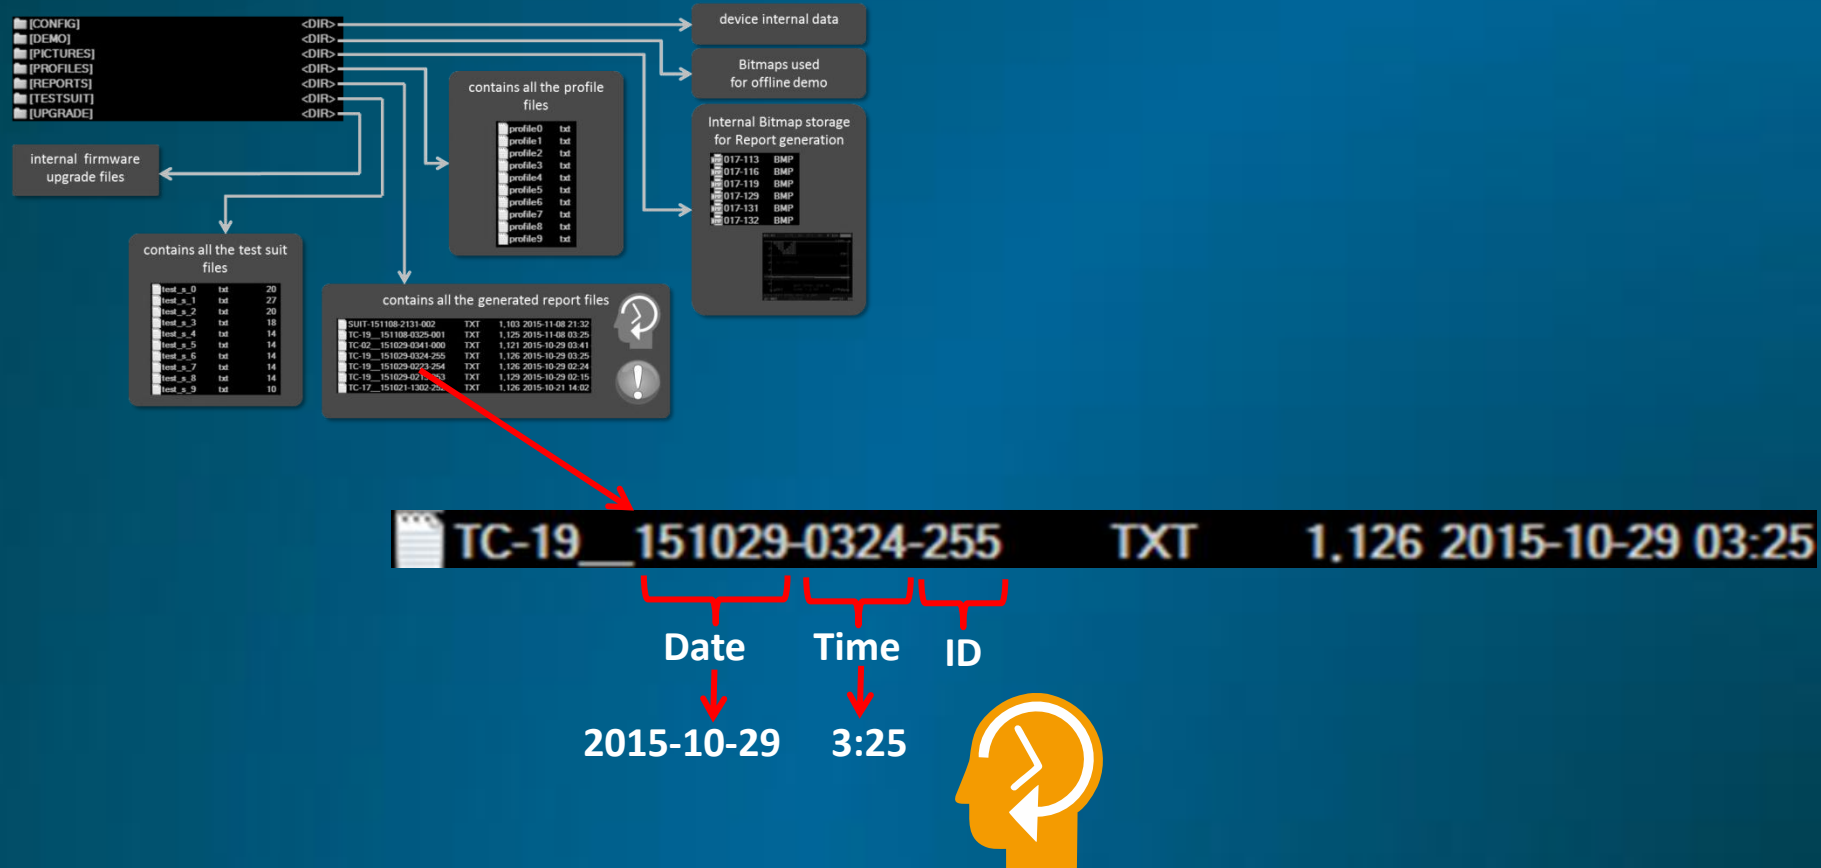 [CONFIG] <DIR>
[DEMO] <DIR>
[PICTURES] <DIR>
[PROFILES] <DIR>
[REPORTS] <DIR>
[TESTSUIT] <DIR>
[UPGRADE] <DIR>
device internal data
Bitmaps used
for offline demo
contains all the profile
files
profile0 txt
profile1 txt
profile2 txt
profile3 txt
profile4 txt
profile5 txt
profile6 txt
profile7 txt
profile8 txt
profile9 txt
Internal Bitmap storage
for Report generation
017-113 BMP
017-116 BMP
017-119 BMP
017-129 BMP
017-131 BMP
017-132 BMP
internal firmware
upgrade files
contains all the test suit
files
test_s_0 txt 20
test_s_1 txt 27
test_s_2 txt 20
test_s_3 txt 18
test_s_4 txt 14
test_s_5 txt 14
test_s_6 txt 14
test_s_7 txt 14
test_s_8 txt 14
test_s_9 txt 10
contains all the generated report files
SUIT-151108-2131-002 TXT 1,103 2015-11-08 21:32
TC-19__151108-0325-001 TXT 1,125 2015-11-08 03:25
TC-02__151029-0341-000 TXT 1,121 2015-10-29 03:41
TC-19__151029-0324-255 TXT 1,126 2015-10-29 03:25
TC-19__151029-0223-254 TXT 1,126 2015-10-29 02:24
TXT 1,129 2015-10-29 02:15
TXT 1,126 2015-10-21 14:02
TC-19__151029-0324-255 TXT 1,126 2015-10-29 03:25
Date Time ID
2015-10-29 3:25